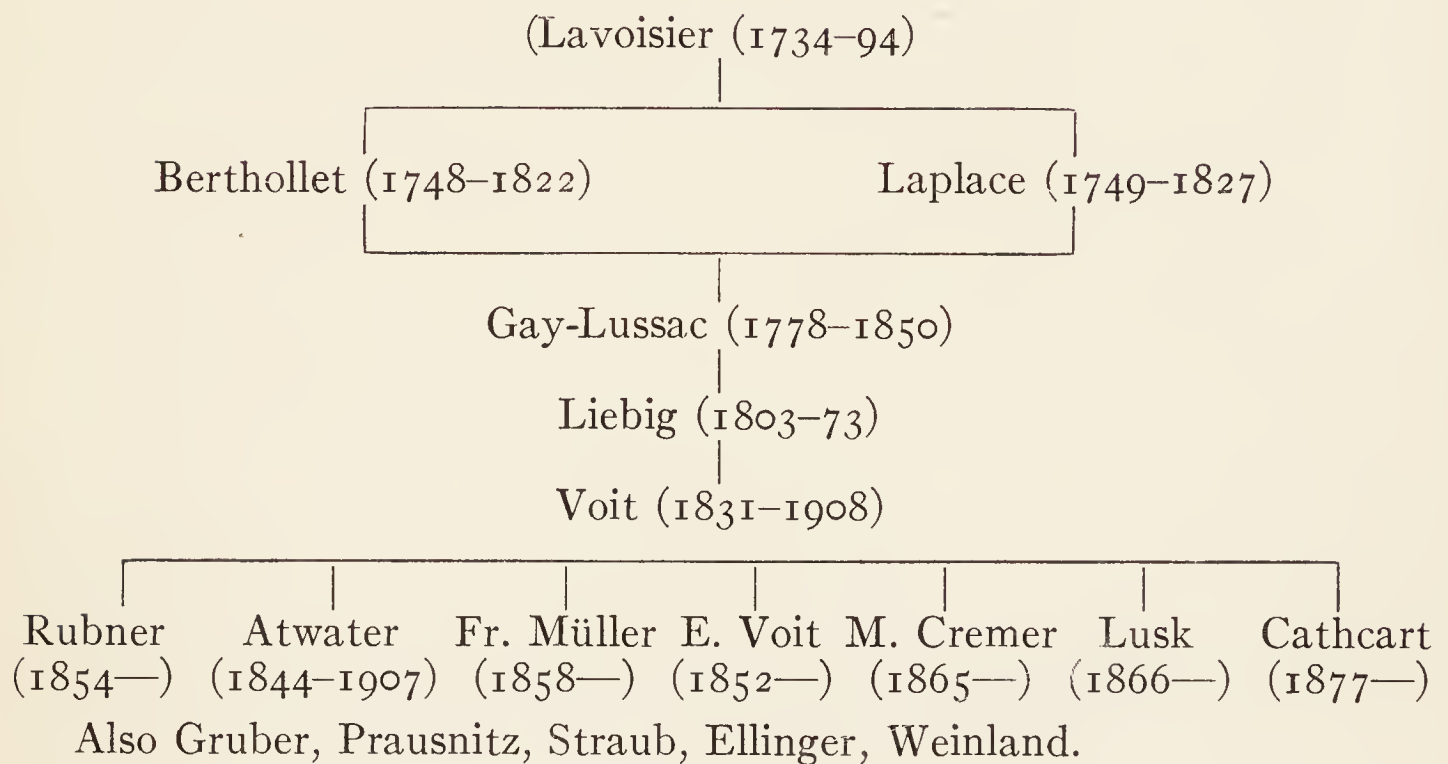 (Lavoisier (1734–94)
Berthollet (1748–1822) Laplace (1749–1827)
Gay-Lussac (1778–1850)
Liebig (1803–73)
Voit (1831–1908)
Rubner Atwater Fr. Müller E. Voit M. Cremer Lusk Cathcart
(1854—) (1844–1907) (1858—) (1852—) (1865—) (1866—) (1877—)
Also Gruber, Prausnitz, Straub, Ellinger, Weinland.